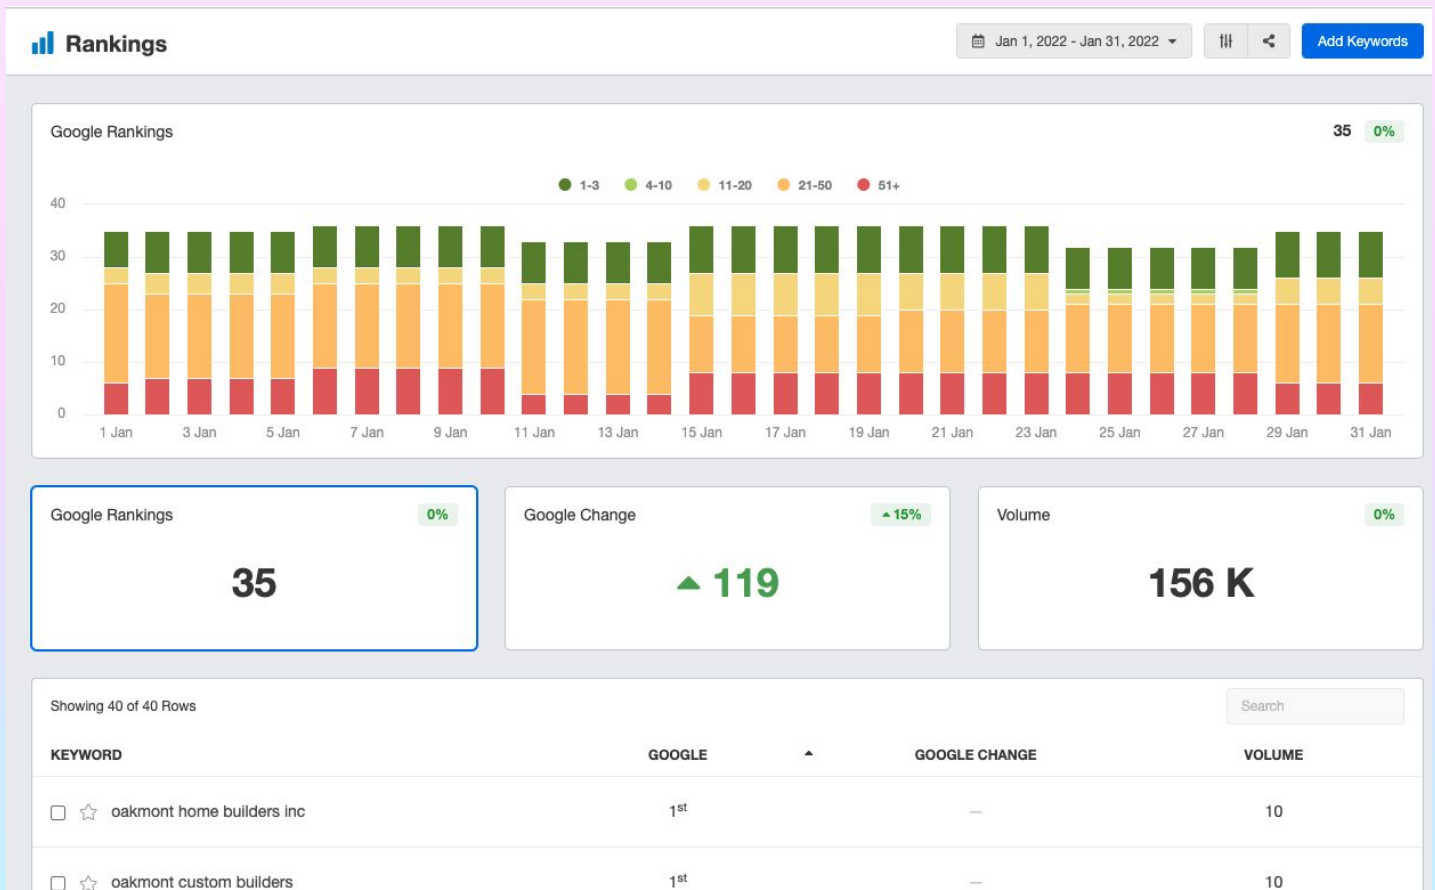 Rankings
Jan 1, 2022 - Jan 31, 2022
Add Keywords
Google Rankings
35 0%
1-3 4-10 11-20 21-50 51+
40
30
20
10
0
1 Jan 3 Jan 5 Jan 7 Jan 9 Jan 11 Jan 13 Jan 15 Jan 17 Jan 19 Jan 21 Jan 23 Jan 25 Jan 27 Jan 29 Jan 31 Jan
Google Rankings 0%
35
Google Change 15%
119
Volume 0%
156 K
Showing 40 of 40 Rows
Search
KEYWORD GOOGLE GOOGLE CHANGE VOLUME
oakmont home builders inc 1st — 10
oakmont custom builders 1st — 10